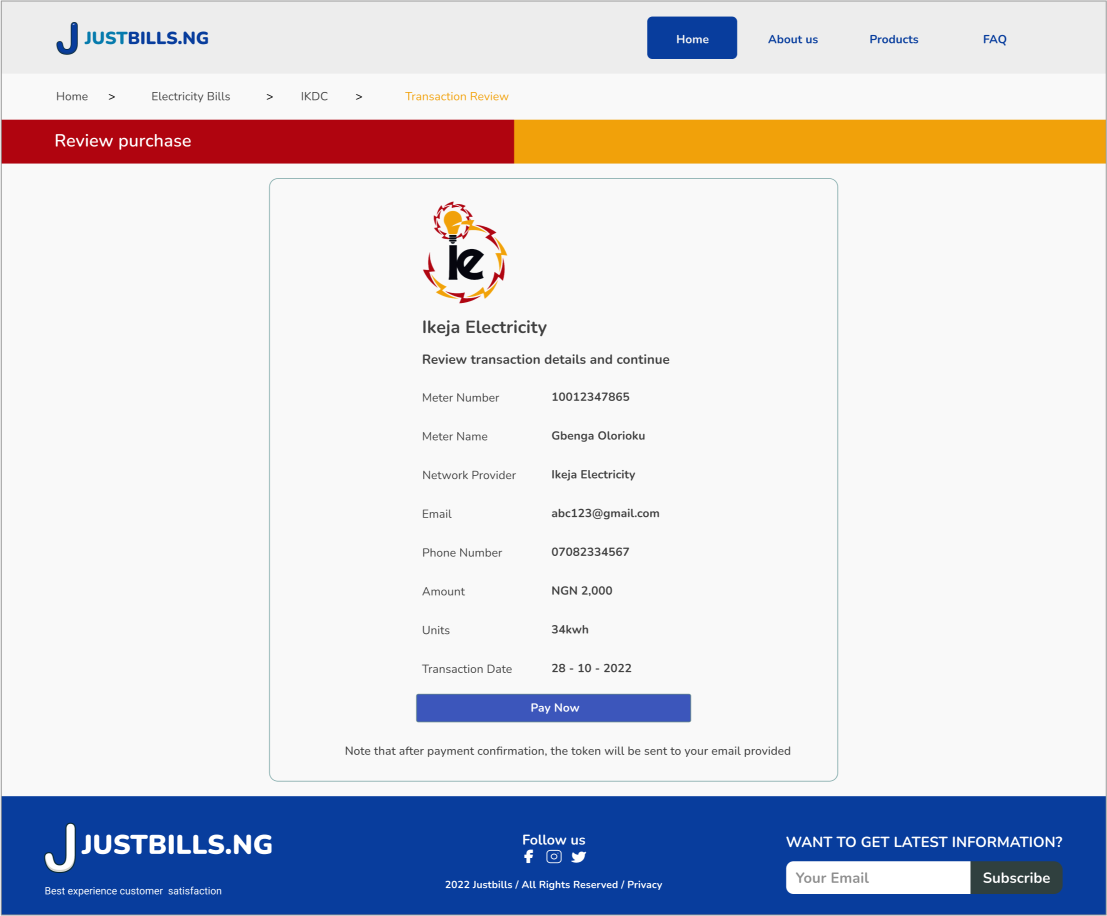 JUSTBILLS.NG
Home About us Products FAQ
Home > Electricity Bills > IKDC > Transaction Review
Review purchase
ie
Ikeja Electricity
Review transaction details and continue
Meter Number 10012347865
Meter Name Gbenga Olorioku
Network Provider Ikeja Electricity
Email abc123@gmail.com
Phone Number 07082334567
Amount NGN 2,000
Units 34kwh
Transaction Date 28 - 10 - 2022
Pay Now
Note that after payment confirmation, the token will be sent to your email provided
JUSTBILLS.NG
Best experience customer satisfaction
Follow us
2022 Justbills / All Rights Reserved / Privacy
WANT TO GET LATEST INFORMATION?
Your Email Subscribe